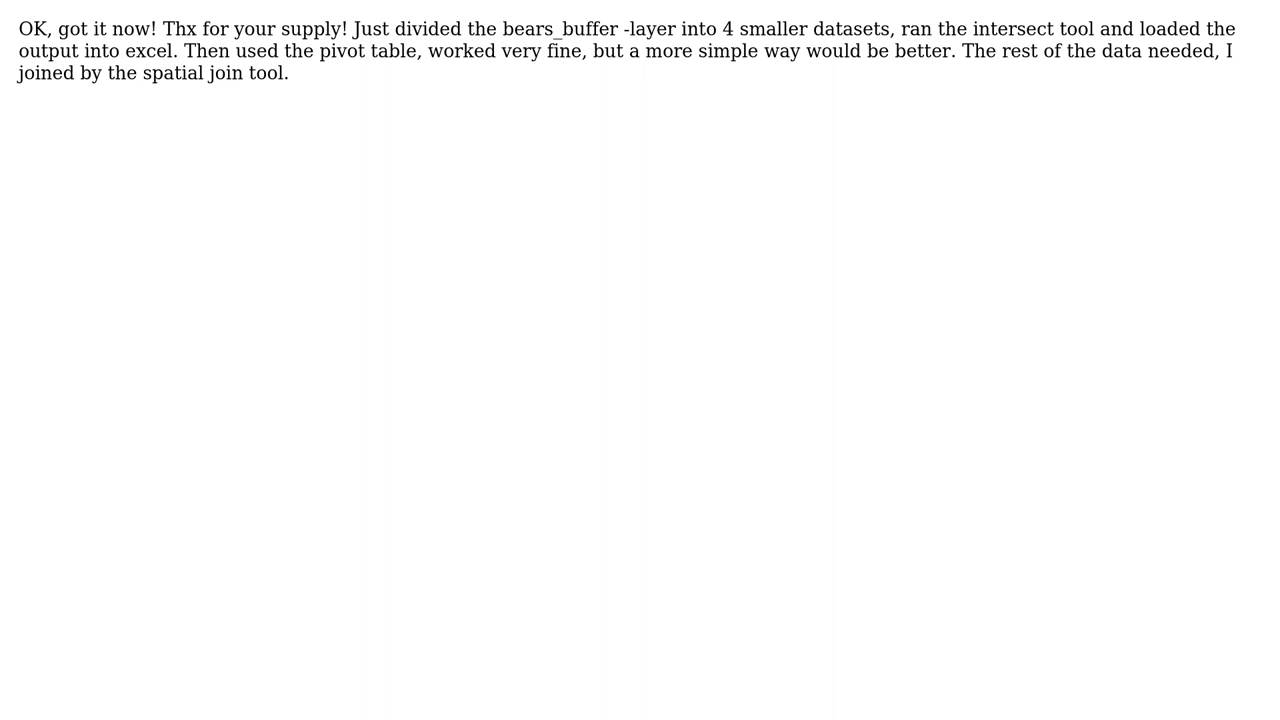 OK, got it now! Thx for your supply! Just divided the bears_buffer -layer into 4 smaller datasets, ran the intersect tool and loaded the
output into excel. Then used the pivot table, worked very fine, but a more simple way would be better. The rest of the data needed, I
joined by the spatial join tool.